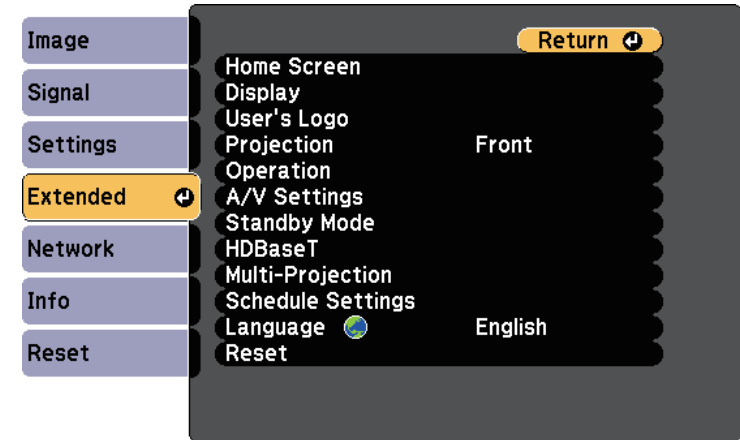 Image
Signal
Settings
Extended
Network
Info
Reset
Return
Home Screen
Display
User's Logo
Projection Front
Operation
A/V Settings
Standby Mode
HDBaseT
Multi-Projection
Schedule Settings
Language English
Reset